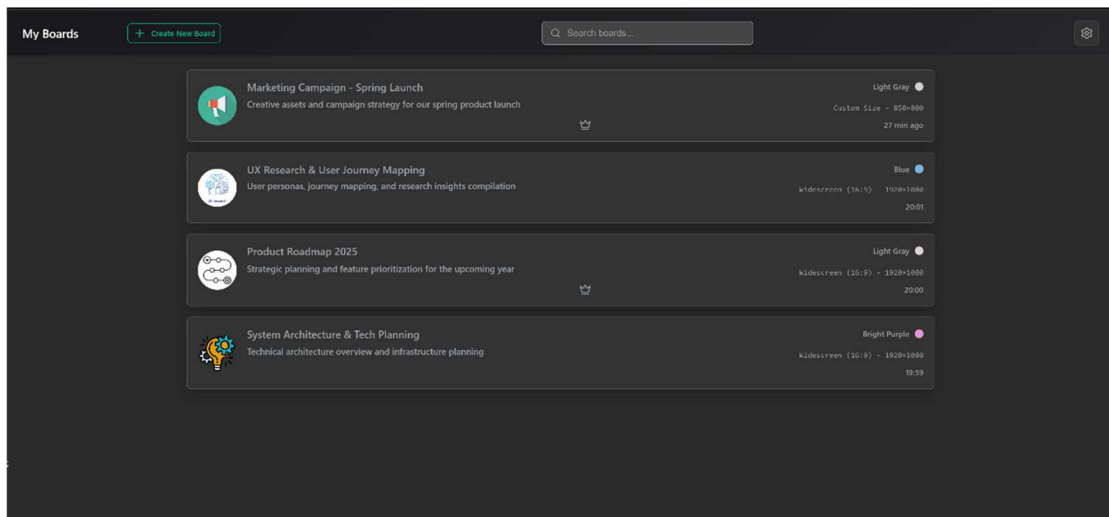 My Boards
+ Create New Board
Search boards...
Marketing Campaign - Spring Launch
Creative assets and campaign strategy for our spring product launch
Light Gray
Custom Size - 850×800
27 min ago
UX Research & User Journey Mapping
User personas, journey mapping, and research insights compilation
Blue
Widescreen (16:9) - 1920×1080
20:01
Product Roadmap 2025
Strategic planning and feature prioritization for the upcoming year
Light Gray
Widescreen (16:9) - 1920×1080
20:00
System Architecture & Tech Planning
Technical architecture overview and infrastructure planning
Bright Purple
Widescreen (16:9) - 1920×1080
19:59